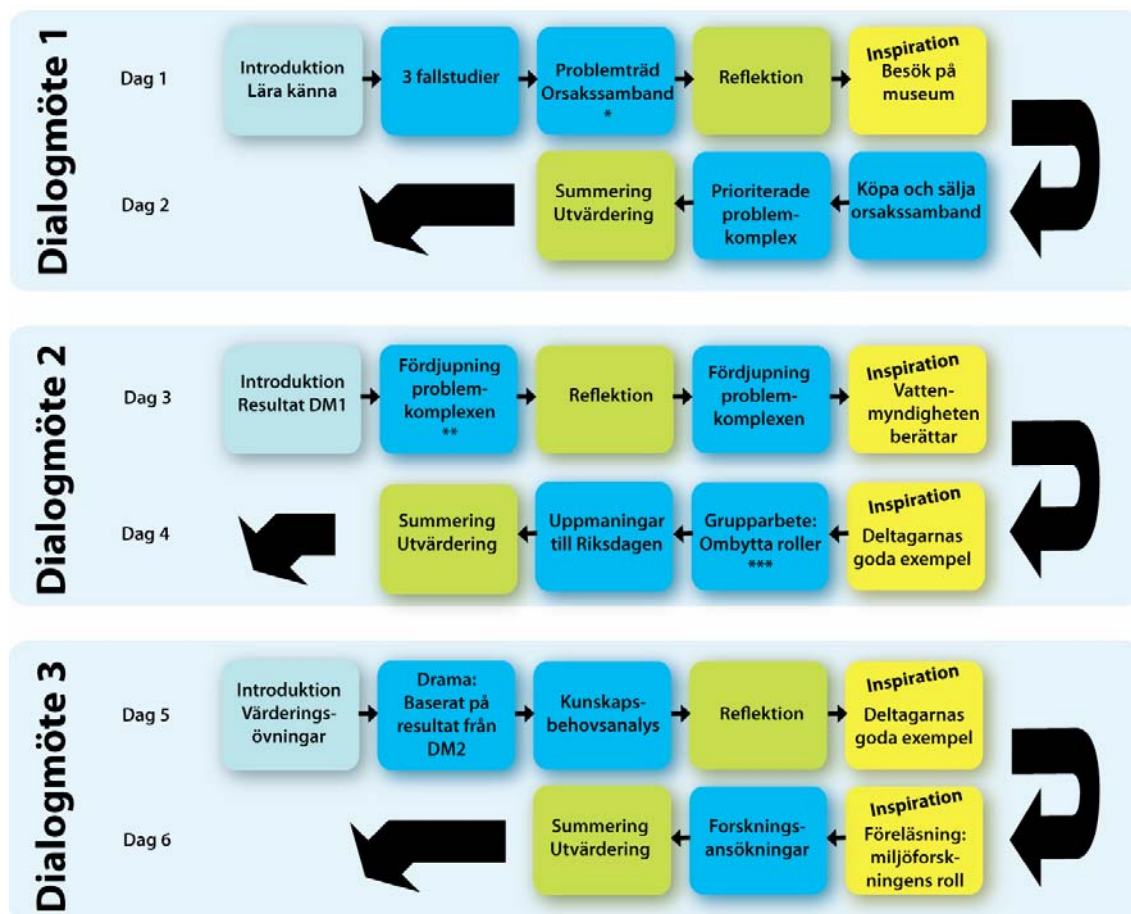 Dialogmöte 1
Dag 1
Introduktion
Lära känna
3 fallstudier
Problemträd
Orsakssamband
*
Reflektion
Inspiration
Besök på
museum
Dag 2
Köpa och sälja
orsakssamband
Prioriterade
problem-
komplex
Summering
Utvärdering
Dialogmöte 2
Dag 3
Introduktion
Resultat DM1
Fördjupning
problem-
komplexen
**
Reflektion
Fördjupning
problem-
komplexen
Inspiration
Vatten-
myndigheten
berättar
Dag 4
Inspiration
Deltagarnas
goda exempel
Grupparbete:
Ombytta roller
***
Uppmaningar
till Riksdagen
Summering
Utvärdering
Dialogmöte 3
Dag 5
Introduktion
Värderings-
övningar
Drama:
Baserat på
resultat från
DM2
Kunskaps-
behovsanalys
Reflektion
Inspiration
Deltagarnas
goda exempel
Dag 6
Inspiration
Föreläsning:
miljöforsk-
ningens roll
Forsknings-
ansökningar
Summering
Utvärdering